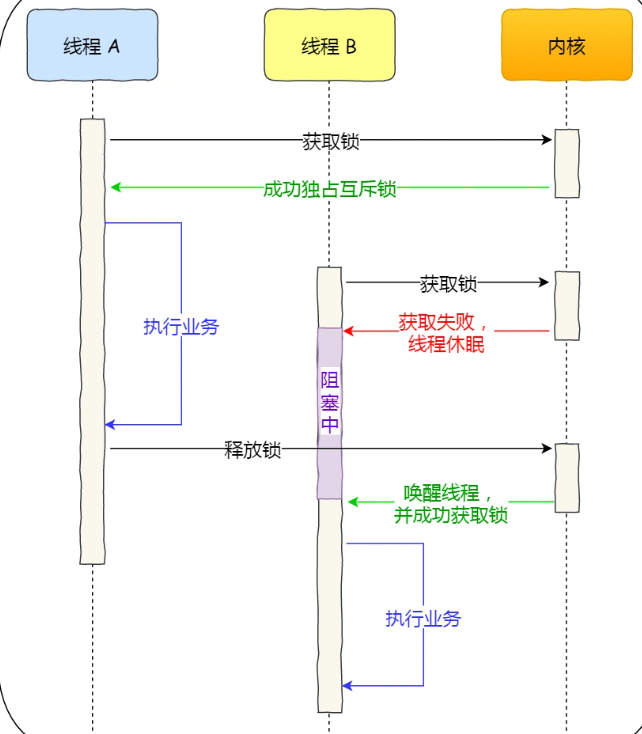 线程 A
线程 B
内核
获取锁
成功独占互斥锁
获取锁
执行业务
获取失败，
线程休眠
阻
塞
中
释放锁
唤醒线程，
并成功获取锁
执行业务